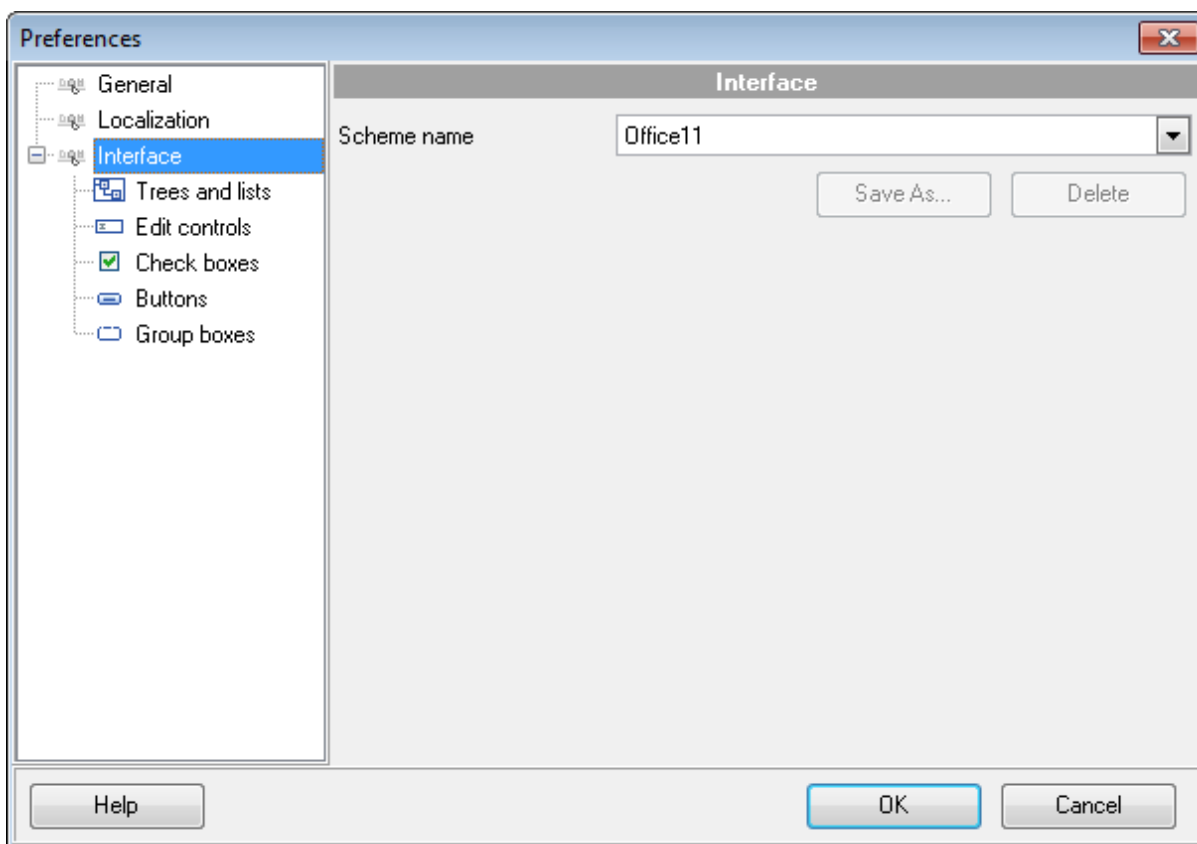 Preferences
General
Localization
Interface
Trees and lists
Edit controls
Check boxes
Buttons
Group boxes
Interface
Scheme name
Office11
Save As...
Delete
Help
OK
Cancel